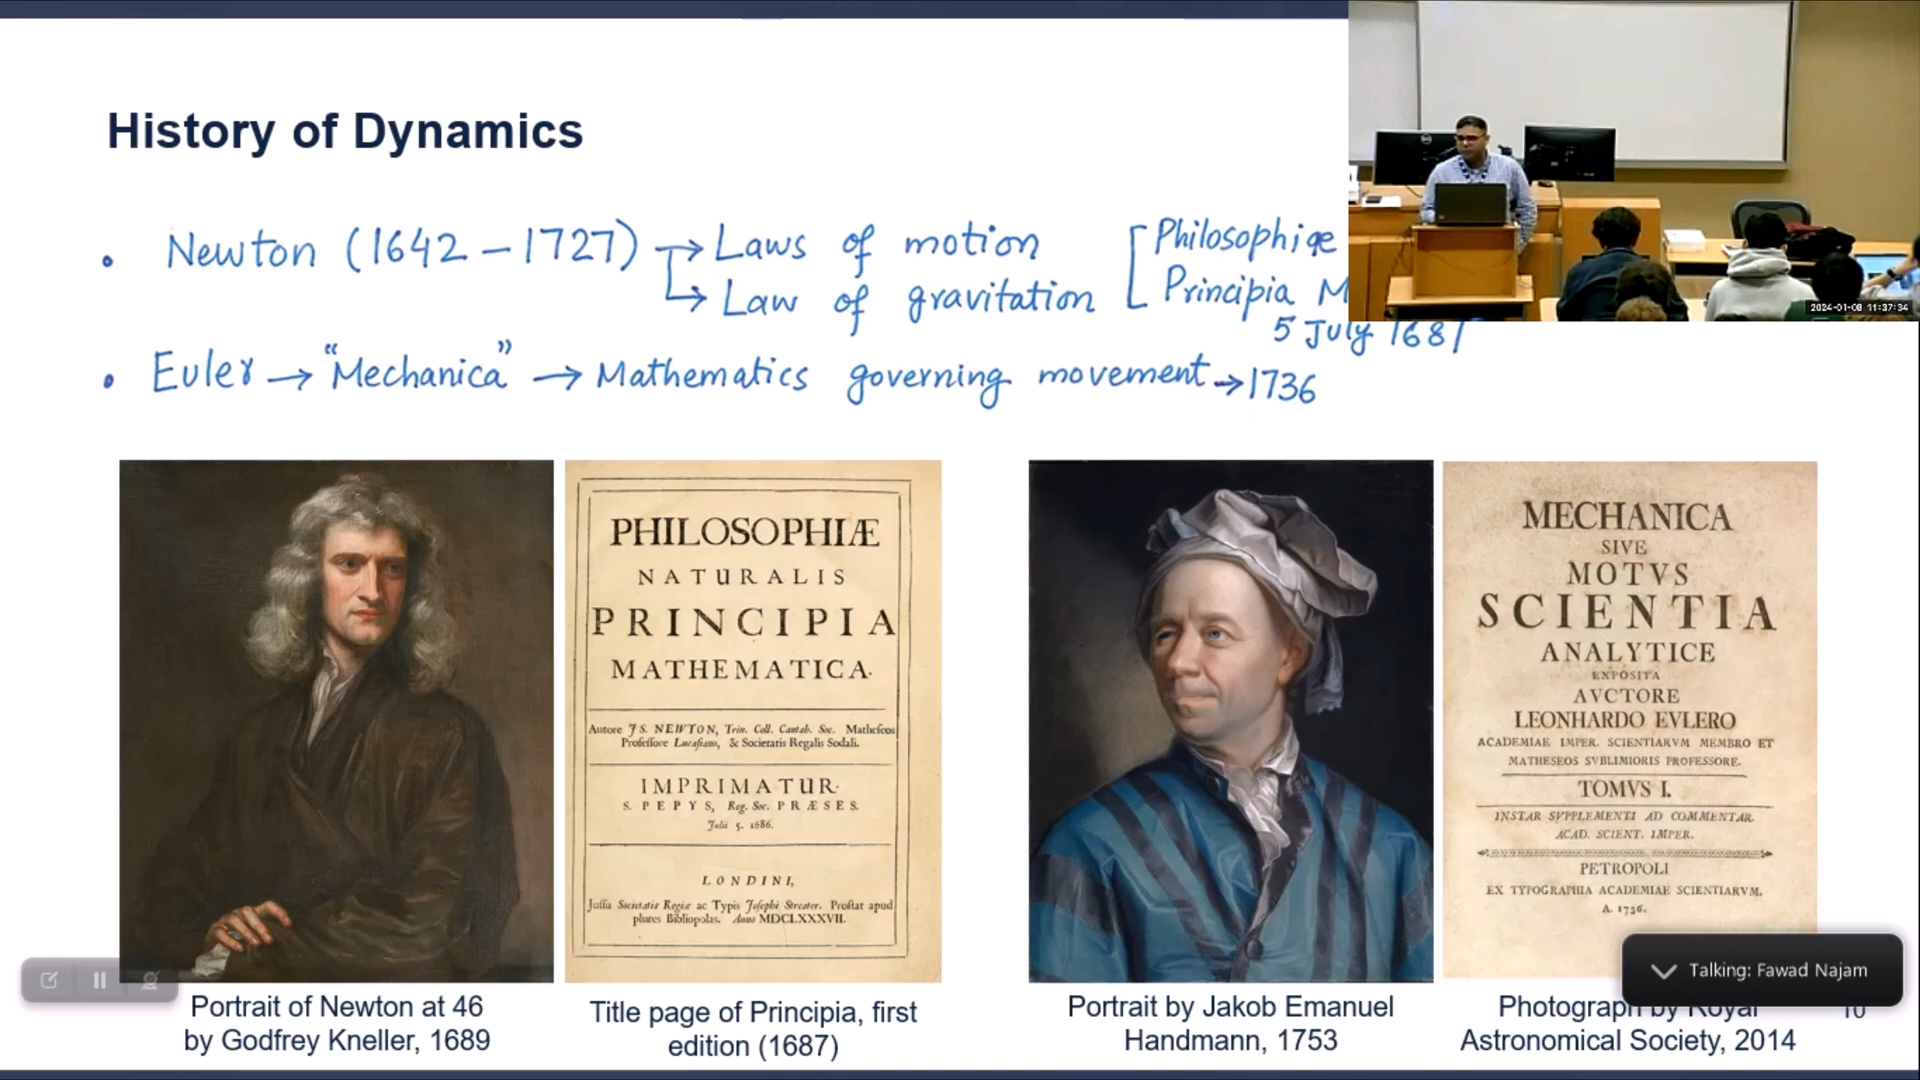 History of Dynamics
• Newton (1642 – 1727) → Laws of motion [ Philosophiae
→ Law of gravitation Principia M
5 July 1687
• Euler → "Mechanica" → Mathematics governing movement → 1736
2024-01-08 11:37:34
PHILOSOPHIÆ
NATURALIS
PRINCIPIA
MATHEMATICA.
Autore JS. NEWTON, Trin. Coll. Cantab. Soc. Matheseos
Professore Lucasiano, & Societatis Regalis Sodali.
IMPRIMATUR.
S. PEPYS, Reg. Soc. PRÆSES.
Julii 5. 1686.
LONDINI,
Jussu Societatis Regiæ ac Typis Josephi Streater. Prostat apud
plures Bibliopolas. Anno MDCLXXXVII.
MECHANICA
SIVE
MOTVS
SCIENTIA
ANALYTICE
EXPOSITA
AVCTORE
LEONHARDO EVLERO
ACADEMIAE IMPER. SCIENTIARVM MEMBRO ET
MATHESEOS SVBLIMIORIS PROFESSORE.
TOMVS I.
INSTAR SVPPLEMENTI AD COMMENTAR.
ACAD. SCIENT. IMPER.
PETROPOLI
EX TYPOGRAPHIA ACADEMIAE SCIENTIARVM.
A. 1736.
Talking: Fawad Najam
Portrait of Newton at 46
by Godfrey Kneller, 1689
Title page of Principia, first
edition (1687)
Portrait by Jakob Emanuel
Handmann, 1753
Photograph by Royal
Astronomical Society, 2014
10